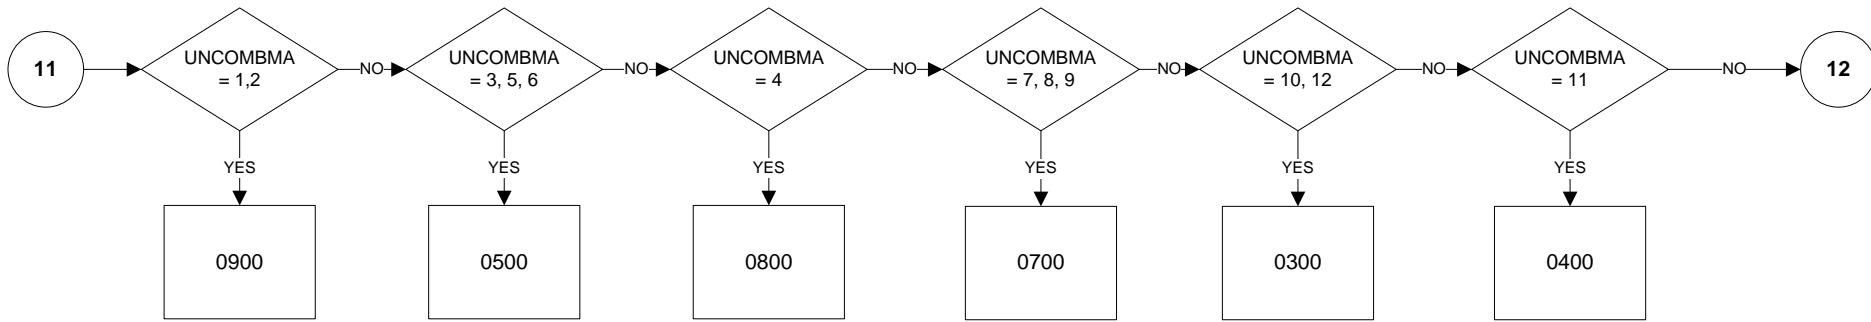 11
UNCOMBMA
= 1,2
NO
UNCOMBMA
= 3, 5, 6
NO
UNCOMBMA
= 4
NO
UNCOMBMA
= 7, 8, 9
NO
UNCOMBMA
= 10, 12
NO
UNCOMBMA
= 11
NO
12
YES
YES
YES
YES
YES
YES
0900
0500
0800
0700
0300
0400